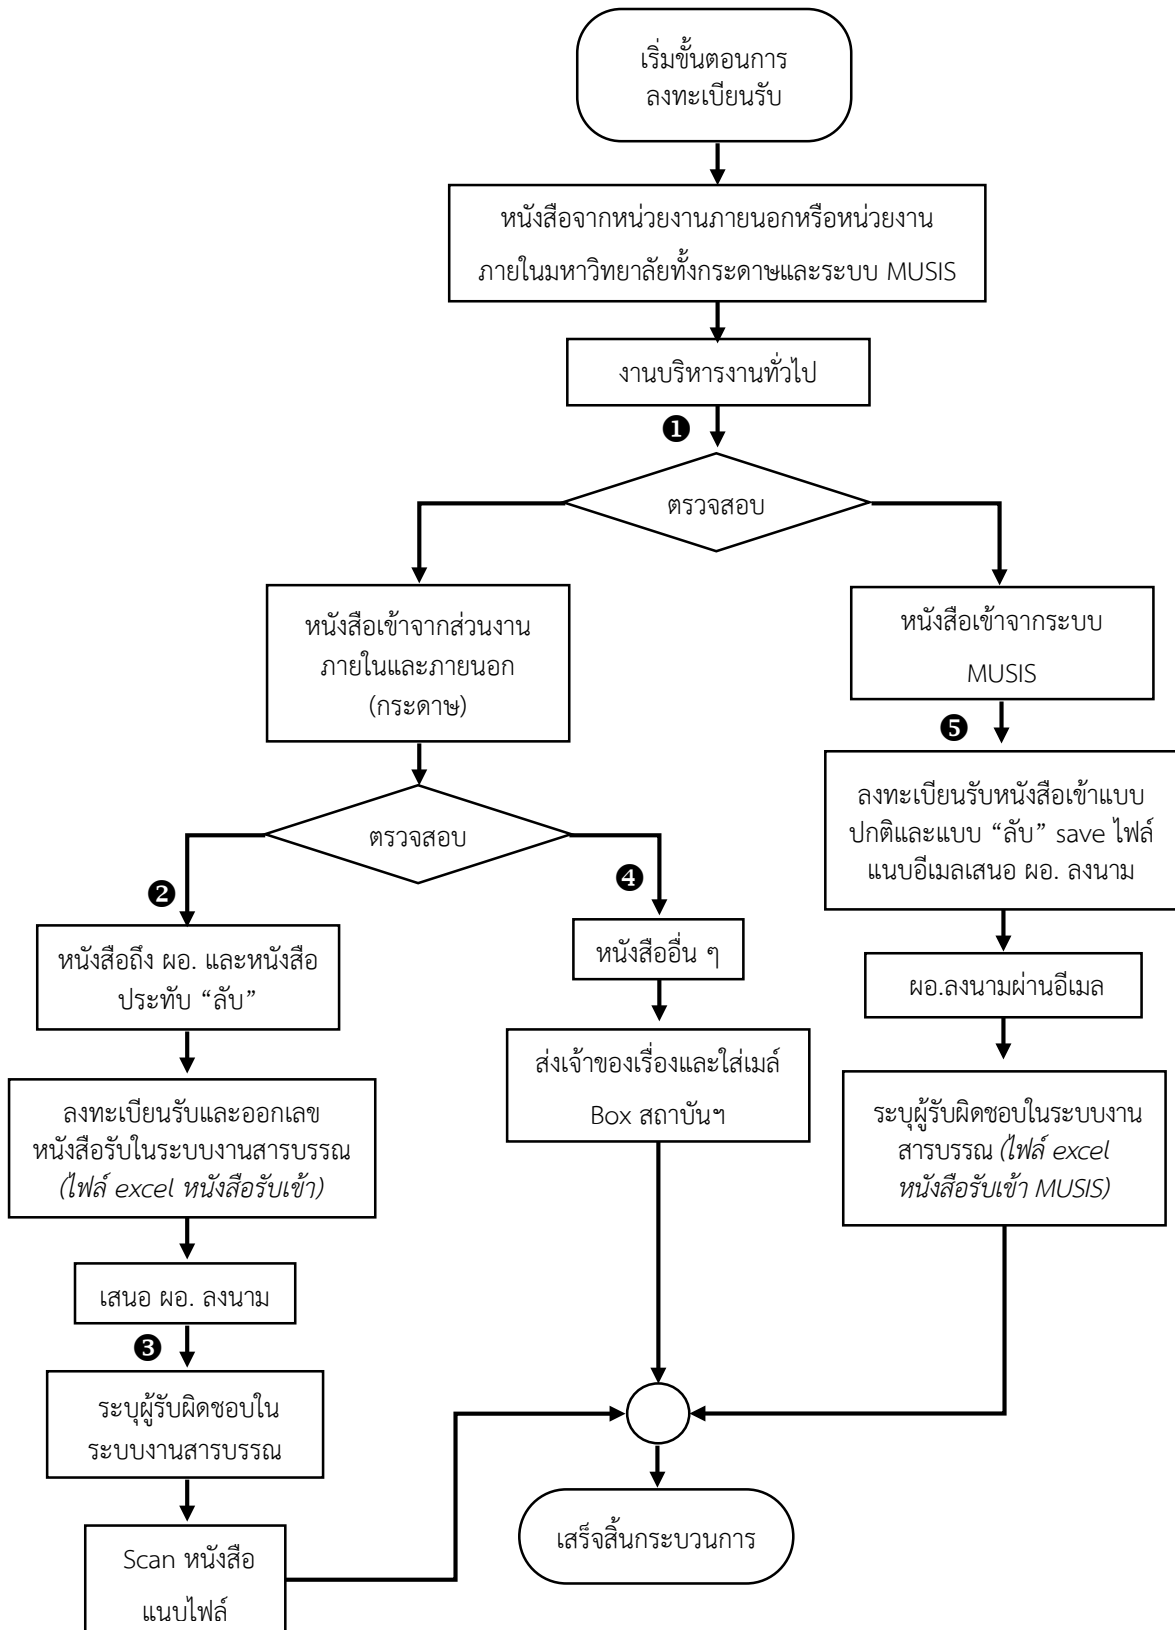 เริ่มขั้นตอนการ
ลงทะเบียนรับ
หนังสือจากหน่วยงานภายนอกหรือหน่วยงาน
ภายในมหาวิทยาลัยทั้งกระดาษและระบบ MUSIS
งานบริหารงานทั่วไป
❶
ตรวจสอบ
หนังสือเข้าจากส่วนงาน
ภายในและภายนอก
(กระดาษ)
ตรวจสอบ
❷
หนังสือถึง ผอ. และหนังสือ
ประทับ “ลับ”
ลงทะเบียนรับและออกเลข
หนังสือรับในระบบงานสารบรรณ
(ไฟล์ excel หนังสือรับเข้า)
เสนอ ผอ. ลงนาม
❸
ระบุผู้รับผิดชอบใน
ระบบงานสารบรรณ
Scan หนังสือ
แนบไฟล์
❹
หนังสืออื่น ๆ
ส่งเจ้าของเรื่องและใส่เมล์
Box สถาบันฯ
หนังสือเข้าจากระบบ
MUSIS
❺
ลงทะเบียนรับหนังสือเข้าแบบ
ปกติและแบบ “ลับ” save ไฟล์
แนบอีเมลเสนอ ผอ. ลงนาม
ผอ.ลงนามผ่านอีเมล
ระบุผู้รับผิดชอบในระบบงาน
สารบรรณ (ไฟล์ excel
หนังสือรับเข้า MUSIS)
เสร็จสิ้นกระบวนการ